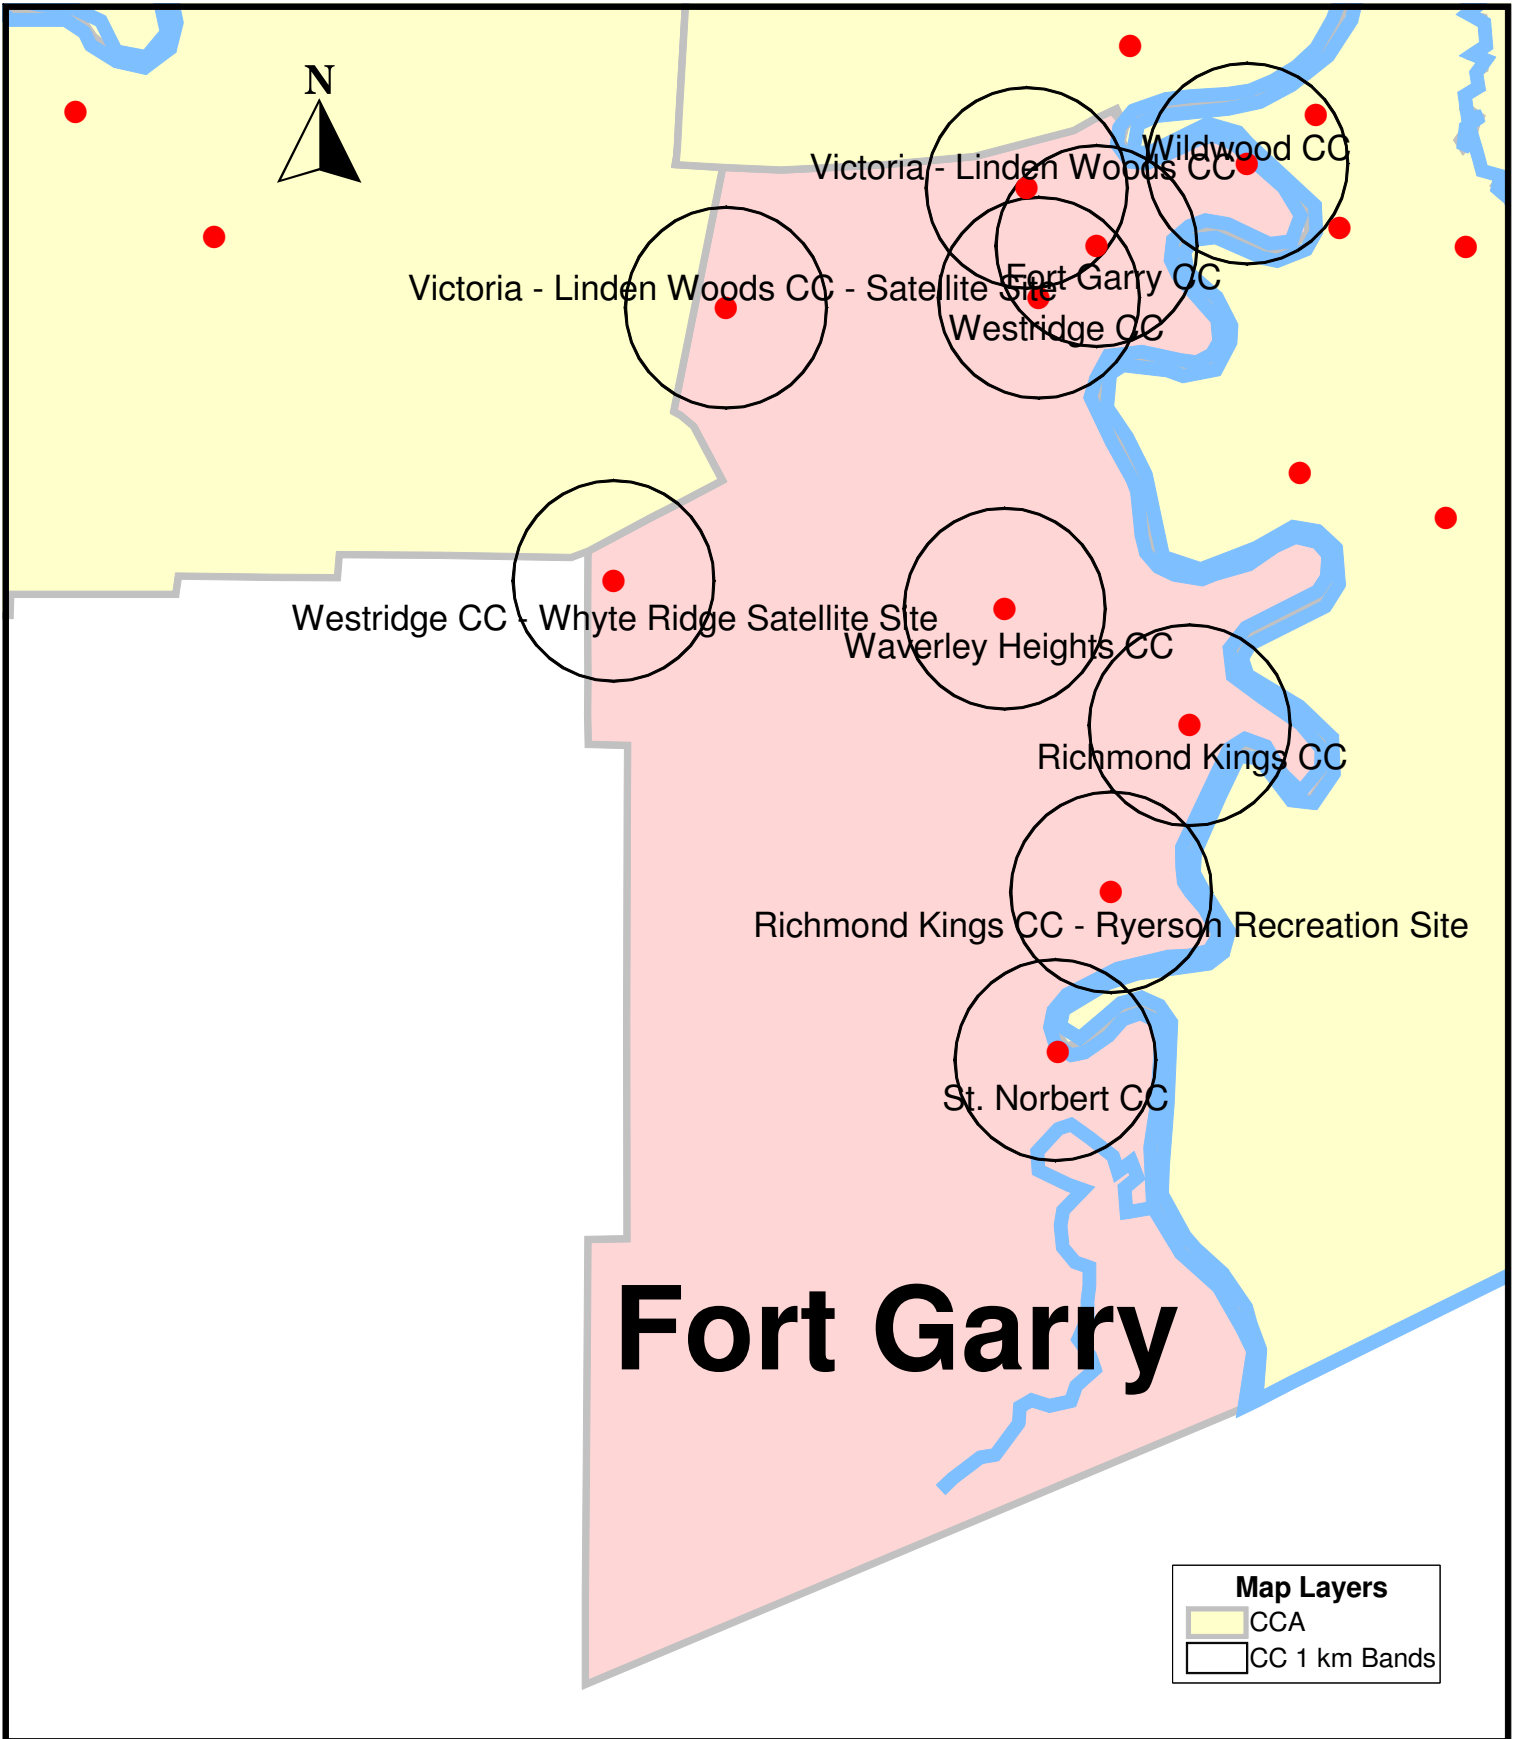 N
Wildwood CC
Victoria - Linden Woods CC
Fort Garry CC
Victoria - Linden Woods CC - Satellite Site
Westridge CC
Westridge CC - Whyte Ridge Satellite Site
Waverley Heights CC
Richmond Kings CC
Richmond Kings CC - Ryerson Recreation Site
St. Norbert CC
Fort Garry
Map Layers
CCA
CC 1 km Bands